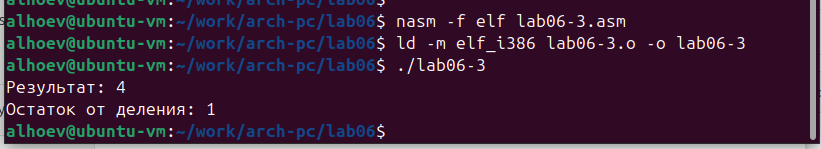 alhoev@ubuntu-vm:~/work/arch-pc/lab06$ nasm -f elf lab06-3.asm
alhoev@ubuntu-vm:~/work/arch-pc/lab06$ ld -m elf_i386 lab06-3.o -o lab06-3
alhoev@ubuntu-vm:~/work/arch-pc/lab06$ ./lab06-3
Результат: 4
Остаток от деления: 1
alhoev@ubuntu-vm:~/work/arch-pc/lab06$